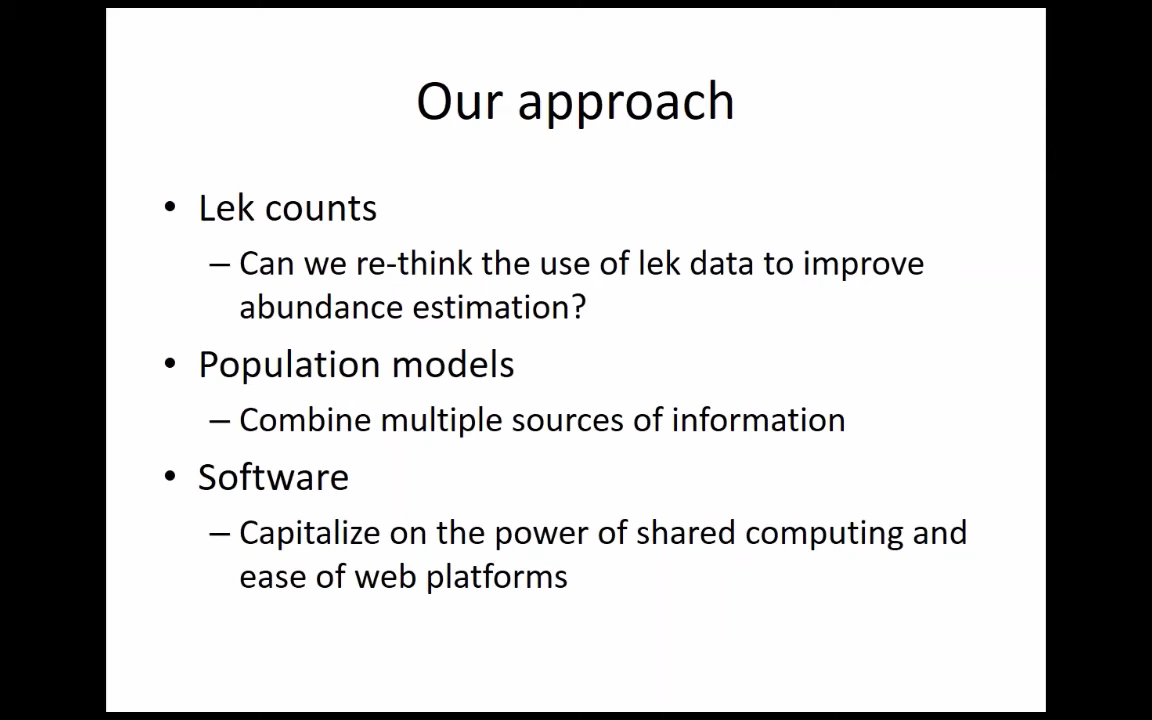 Our approach
• Lek counts
– Can we re-think the use of lek data to improve
abundance estimation?
• Population models
– Combine multiple sources of information
• Software
– Capitalize on the power of shared computing and
ease of web platforms